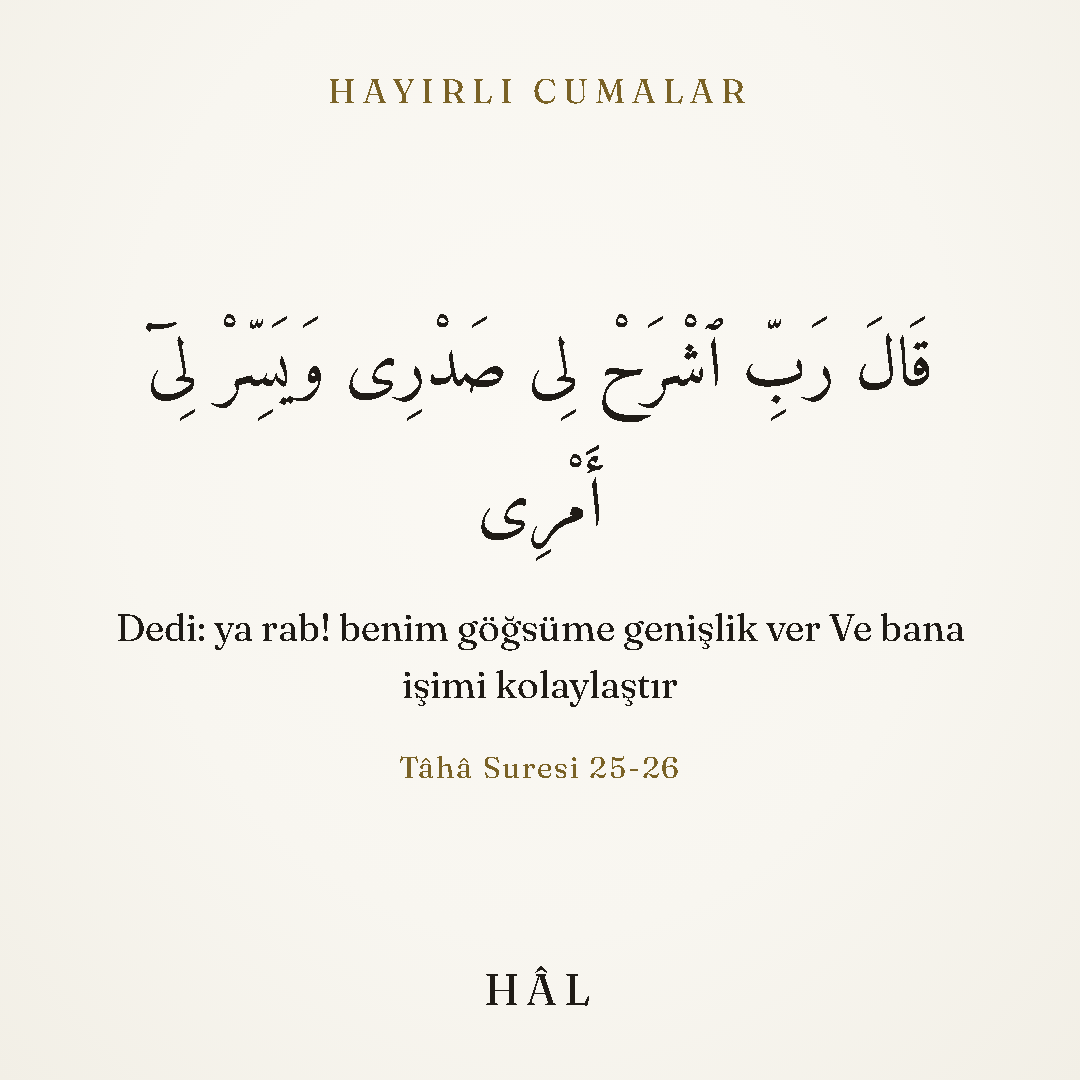 HAYIRLI CUMALAR
قَالَ رَبِّ ٱشْرَحْ لِى صَدْرِى وَيَسِّرْ لِىٓ
أَمْرِى
Dedi: ya rab! benim göğsüme genişlik ver Ve bana
işimi kolaylaştır
Tâhâ Suresi 25-26
HÂL